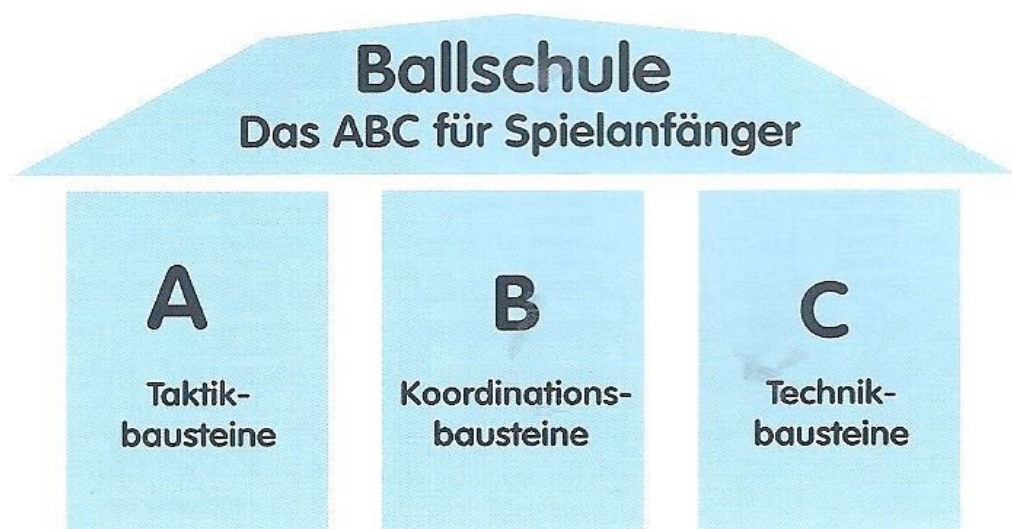 Ballschule
Das ABC für Spielanfänger
A
Taktik-
bausteine
B
Koordinations-
bausteine
C
Technik-
bausteine